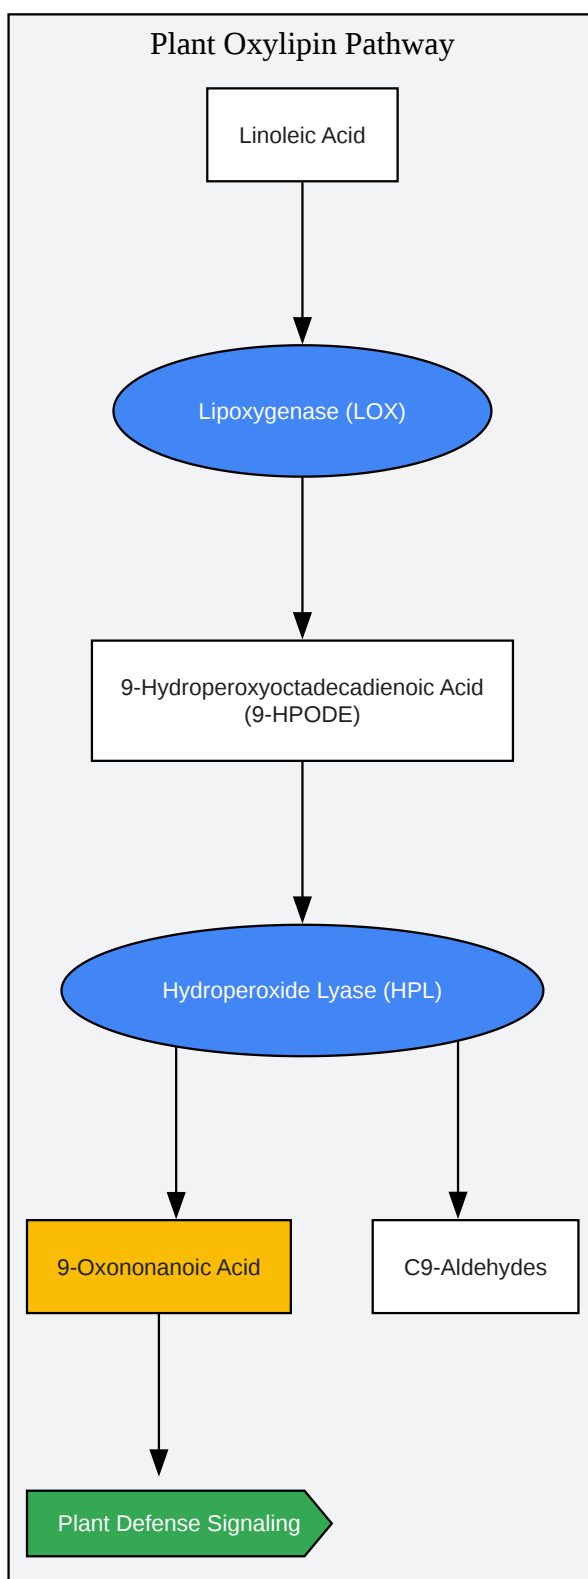 Plant Oxylipin Pathway
Linoleic Acid
Lipoxygenase (LOX)
9-Hydroperoxyoctadecadienoic Acid
(9-HPODE)
Hydroperoxide Lyase (HPL)
9-Oxononanoic Acid
C9-Aldehydes
Plant Defense Signaling